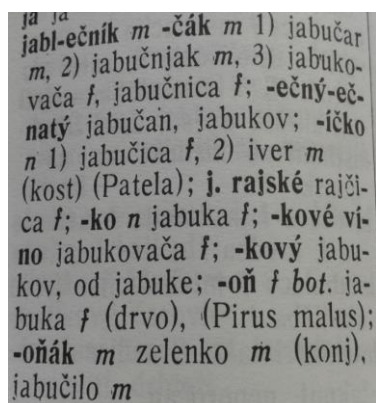 ja ja
jabl-ečník m -čák m 1) jabučar
m, 2) jabučnjak m, 3) jabuko-
vača f, jabučnica f; -ečný-eč-
natý jabučan, jabukov; -íčko
n 1) jabučica f, 2) iver m
(kost) (Patela); j. rajské rajči-
ca f; -ko n jabuka f; -kové ví-
no jabukovača f; -kový jabu-
kov, od jabuke; -oň f bot. ja-
buka f (drvo), (Pirus malus);
-oňák m zelenko m (konj),
jabučilo m